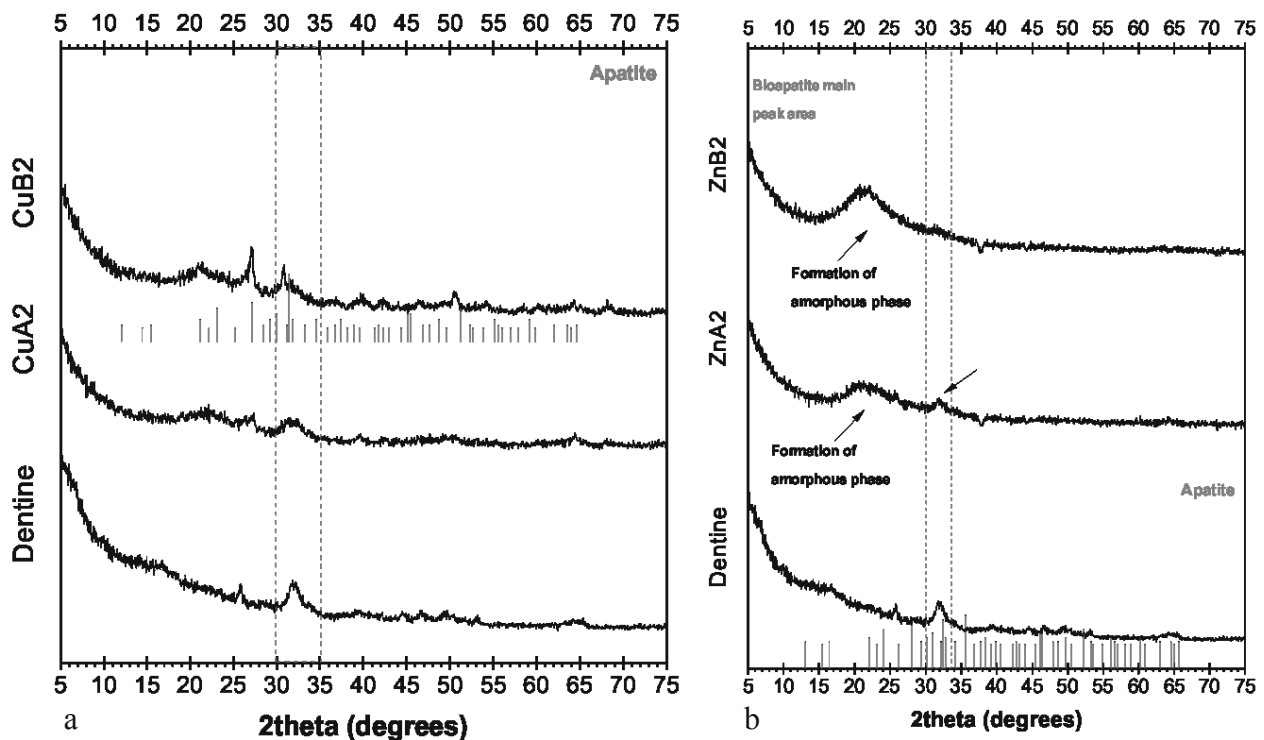 5 10 15 20 25 30 35 40 45 50 55 60 65 70 75
Apatite
CuB2
CuA2
Dentine
5 10 15 20 25 30 35 40 45 50 55 60 65 70 75
a
2theta (degrees)
5 10 15 20 25 30 35 40 45 50 55 60 65 70 75
Bioapatite main
peak area
ZnB2
Formation of
amorphous phase
ZnA2
Formation of
amorphous phase
Apatite
Dentine
5 10 15 20 25 30 35 40 45 50 55 60 65 70 75
b
2theta (degrees)